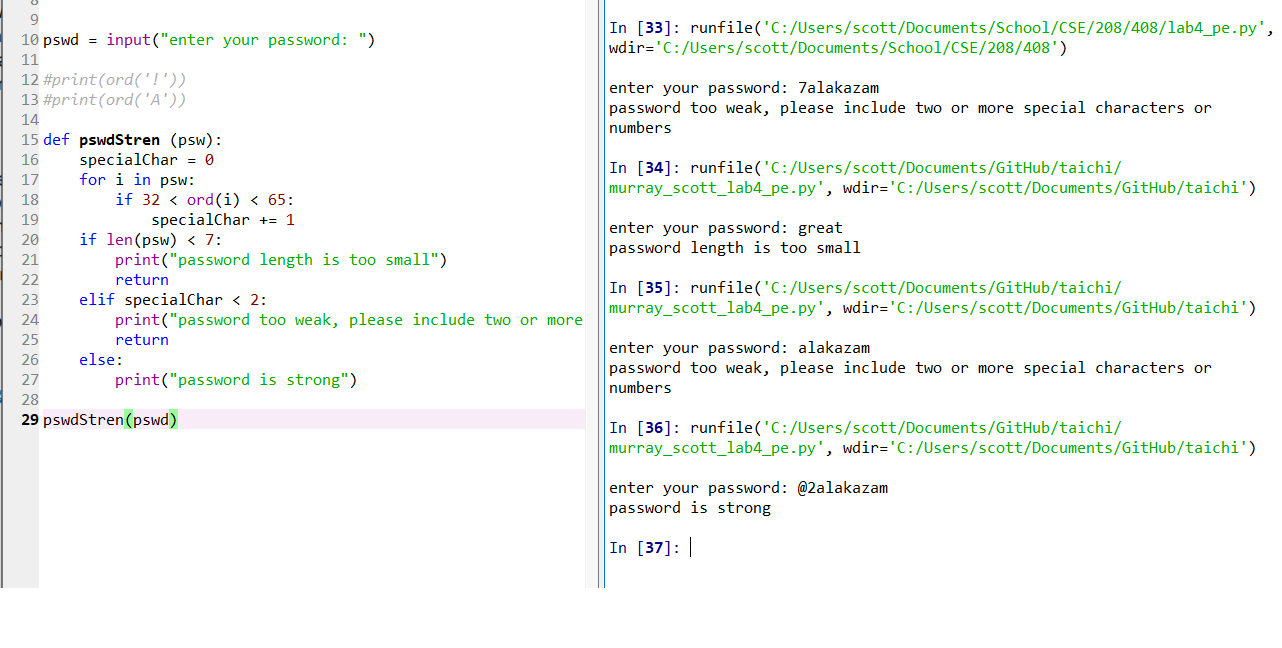 8
9
10 pswd = input("enter your password: ")
11
12 #print(ord('!'))
13 #print(ord('A'))
14
15 def pswdStren (psw):
16     specialChar = 0
17     for i in psw:
18         if 32 < ord(i) < 65:
19             specialChar += 1
20     if len(psw) < 7:
21         print("password length is too small")
22         return
23     elif specialChar < 2:
24         print("password too weak, please include two or more
25         return
26     else:
27         print("password is strong")
28
29 pswdStren(pswd)
In [33]: runfile('C:/Users/scott/Documents/School/CSE/208/408/lab4_pe.py',
wdir='C:/Users/scott/Documents/School/CSE/208/408')
enter your password: 7alakazam
password too weak, please include two or more special characters or
numbers
In [34]: runfile('C:/Users/scott/Documents/GitHub/taichi/
murray_scott_lab4_pe.py', wdir='C:/Users/scott/Documents/GitHub/taichi')
enter your password: great
password length is too small
In [35]: runfile('C:/Users/scott/Documents/GitHub/taichi/
murray_scott_lab4_pe.py', wdir='C:/Users/scott/Documents/GitHub/taichi')
enter your password: alakazam
password too weak, please include two or more special characters or
numbers
In [36]: runfile('C:/Users/scott/Documents/GitHub/taichi/
murray_scott_lab4_pe.py', wdir='C:/Users/scott/Documents/GitHub/taichi')
enter your password: @2alakazam
password is strong
In [37]: